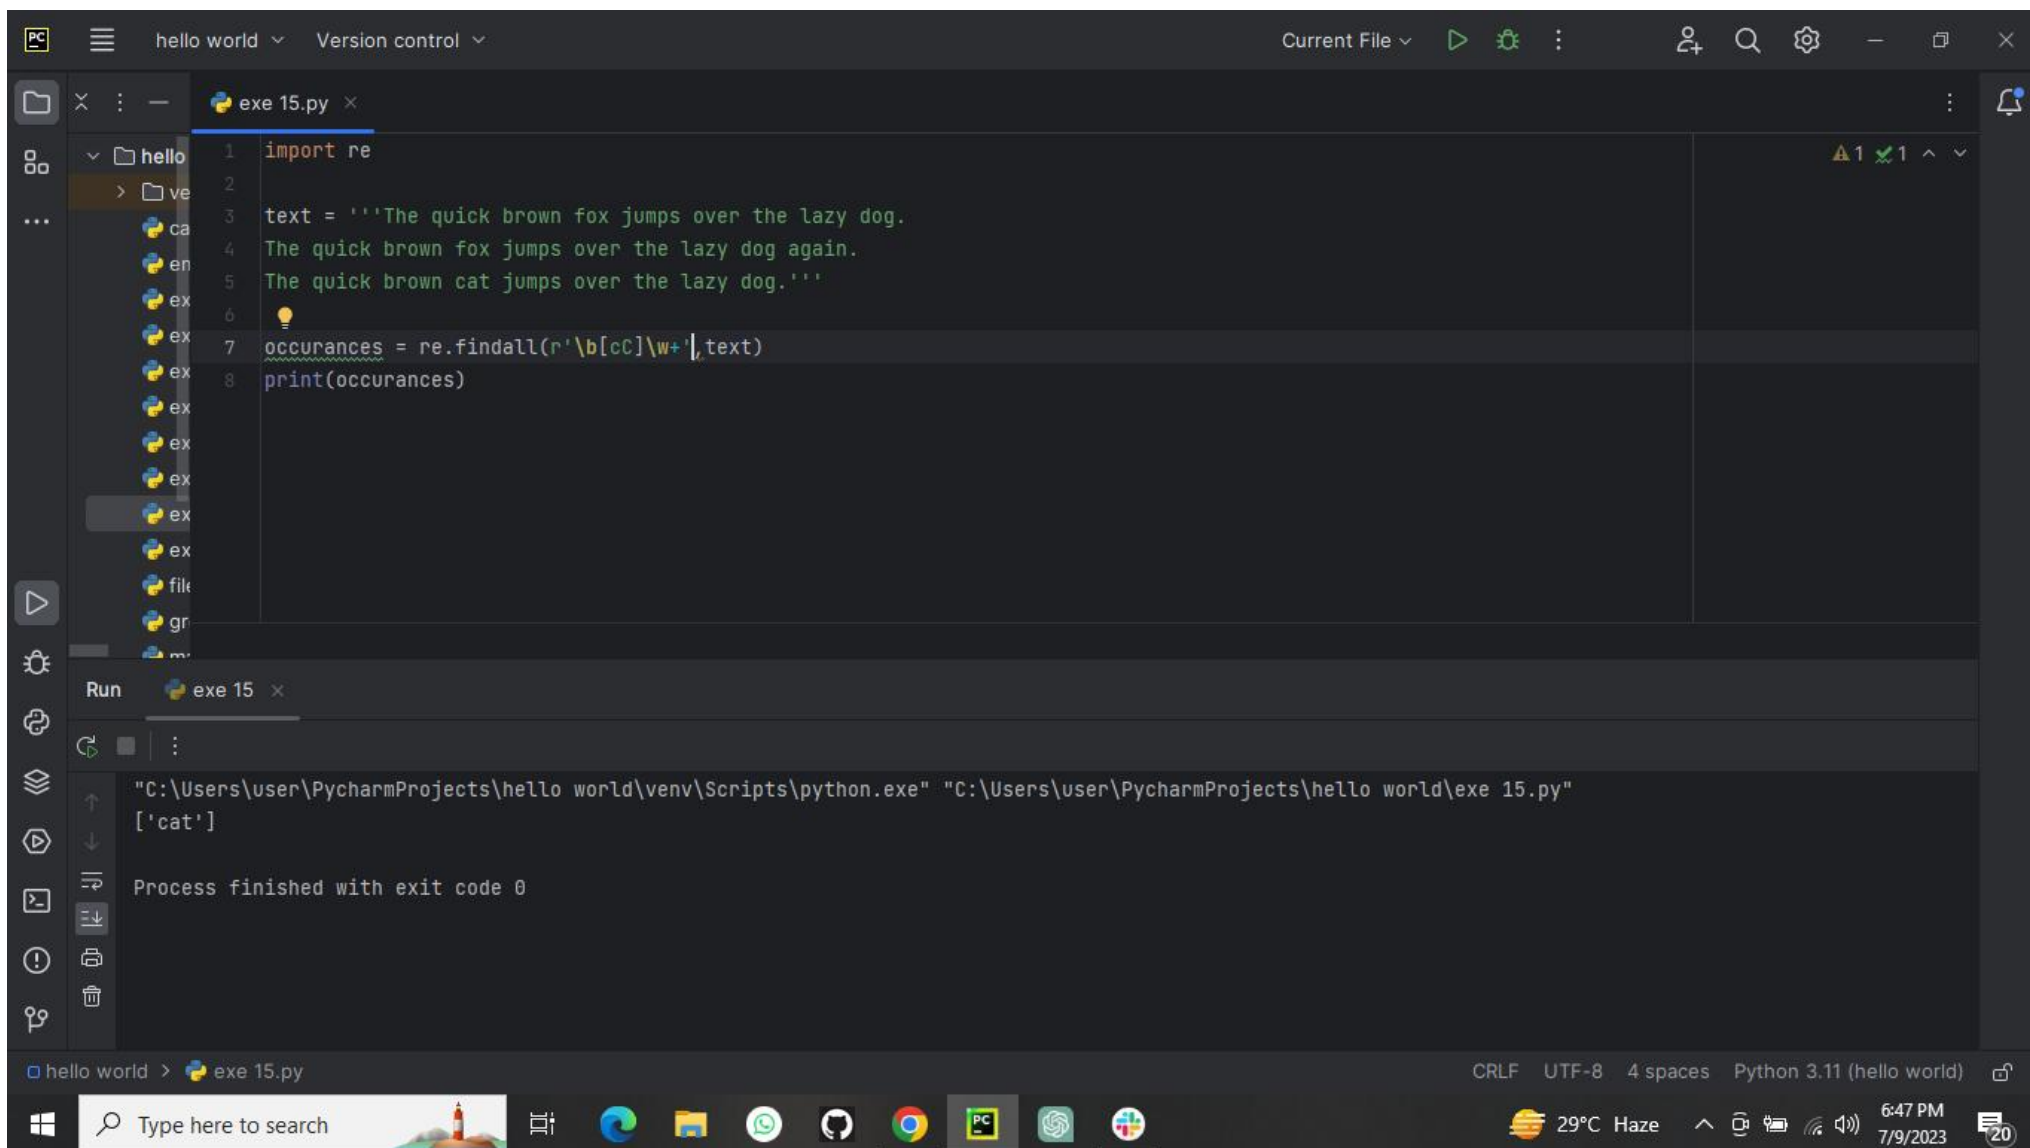 PC hello world Version control Current File
exe 15.py
hello
ve
ca
en
ex
ex
ex
ex
ex
ex
ex
ex
file
gr
1 import re
2
3 text = '''The quick brown fox jumps over the lazy dog.
4 The quick brown fox jumps over the lazy dog again.
5 The quick brown cat jumps over the lazy dog.'''
6
7 occurances = re.findall(r'\b[cC]\w+',text)
8 print(occurances)
1 1
Run exe 15
"C:\Users\user\PycharmProjects\hello world\venv\Scripts\python.exe" "C:\Users\user\PycharmProjects\hello world\exe 15.py"
['cat']
Process finished with exit code 0
hello world > exe 15.py CRLF UTF-8 4 spaces Python 3.11 (hello world)
Type here to search PC 29°C Haze 6:47 PM
7/9/2023 20